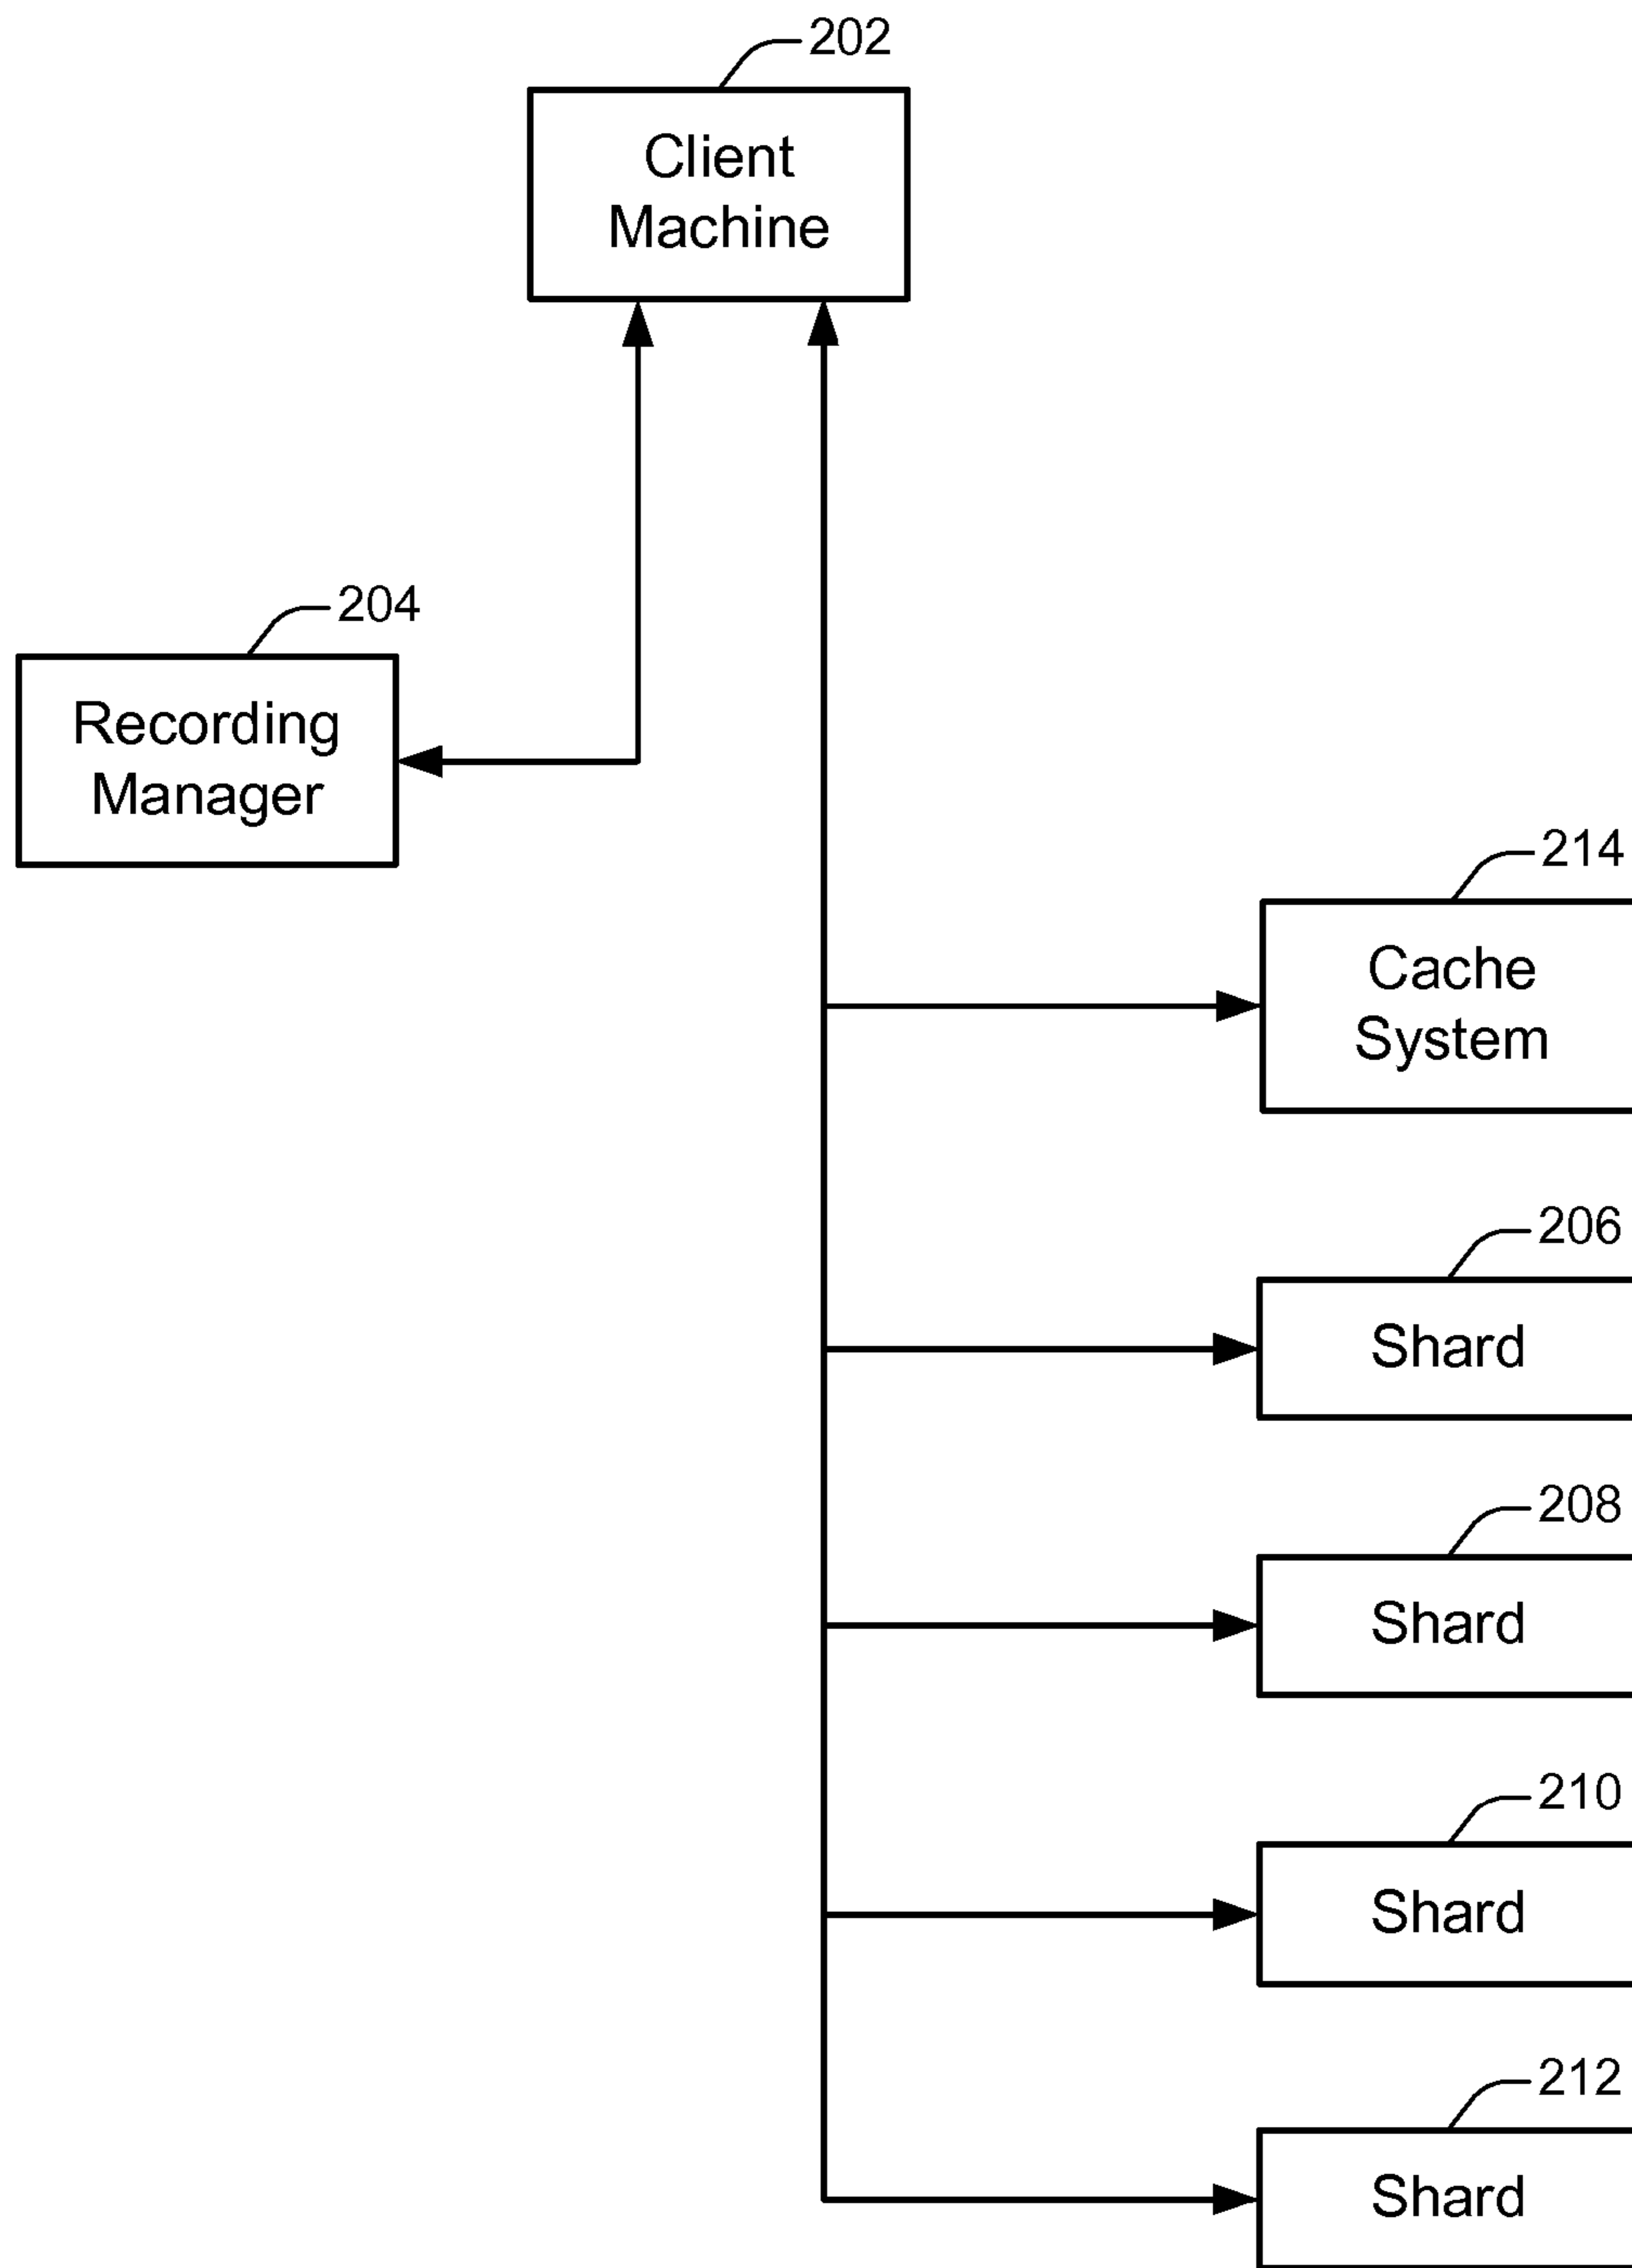 202
Client
Machine
204
Recording
Manager
214
Cache
System
206
Shard
208
Shard
210
Shard
212
Shard